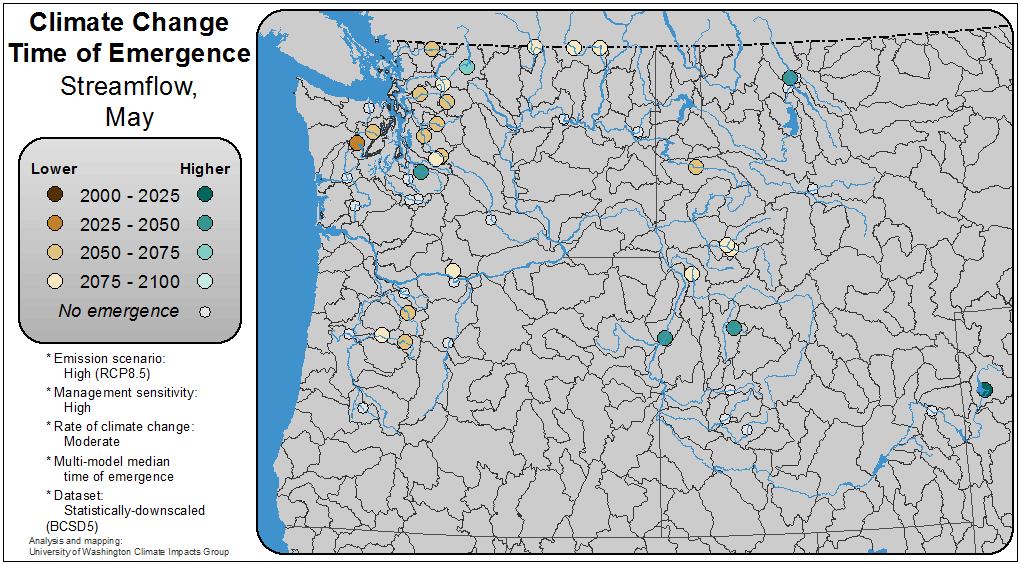 Climate Change
Time of Emergence
Streamflow,
May
Lower Higher
2000 - 2025
2025 - 2050
2050 - 2075
2075 - 2100
No emergence
* Emission scenario:
High (RCP8.5)
* Management sensitivity:
High
* Rate of climate change:
Moderate
* Multi-model median
time of emergence
* Dataset:
Statistically-downscaled
(BCSD5)
Analysis and mapping:
University of Washington Climate Impacts Group